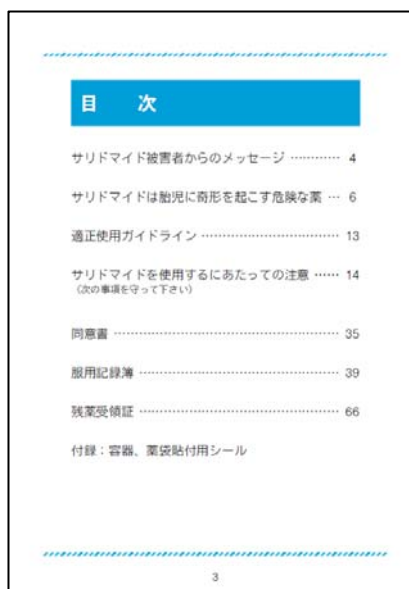 目　次
サリドマイド被害者からのメッセージ ………… 4
サリドマイドは胎児に奇形を起こす危険な薬 … 6
適正使用ガイドライン …………………………… 13
サリドマイドを使用するにあたっての注意 …… 14
（次の事項を守って下さい）
同意書 ……………………………………………… 35
服用記録簿 ………………………………………… 39
残薬受領証 ………………………………………… 66
付録：容器、薬袋貼付用シール
3